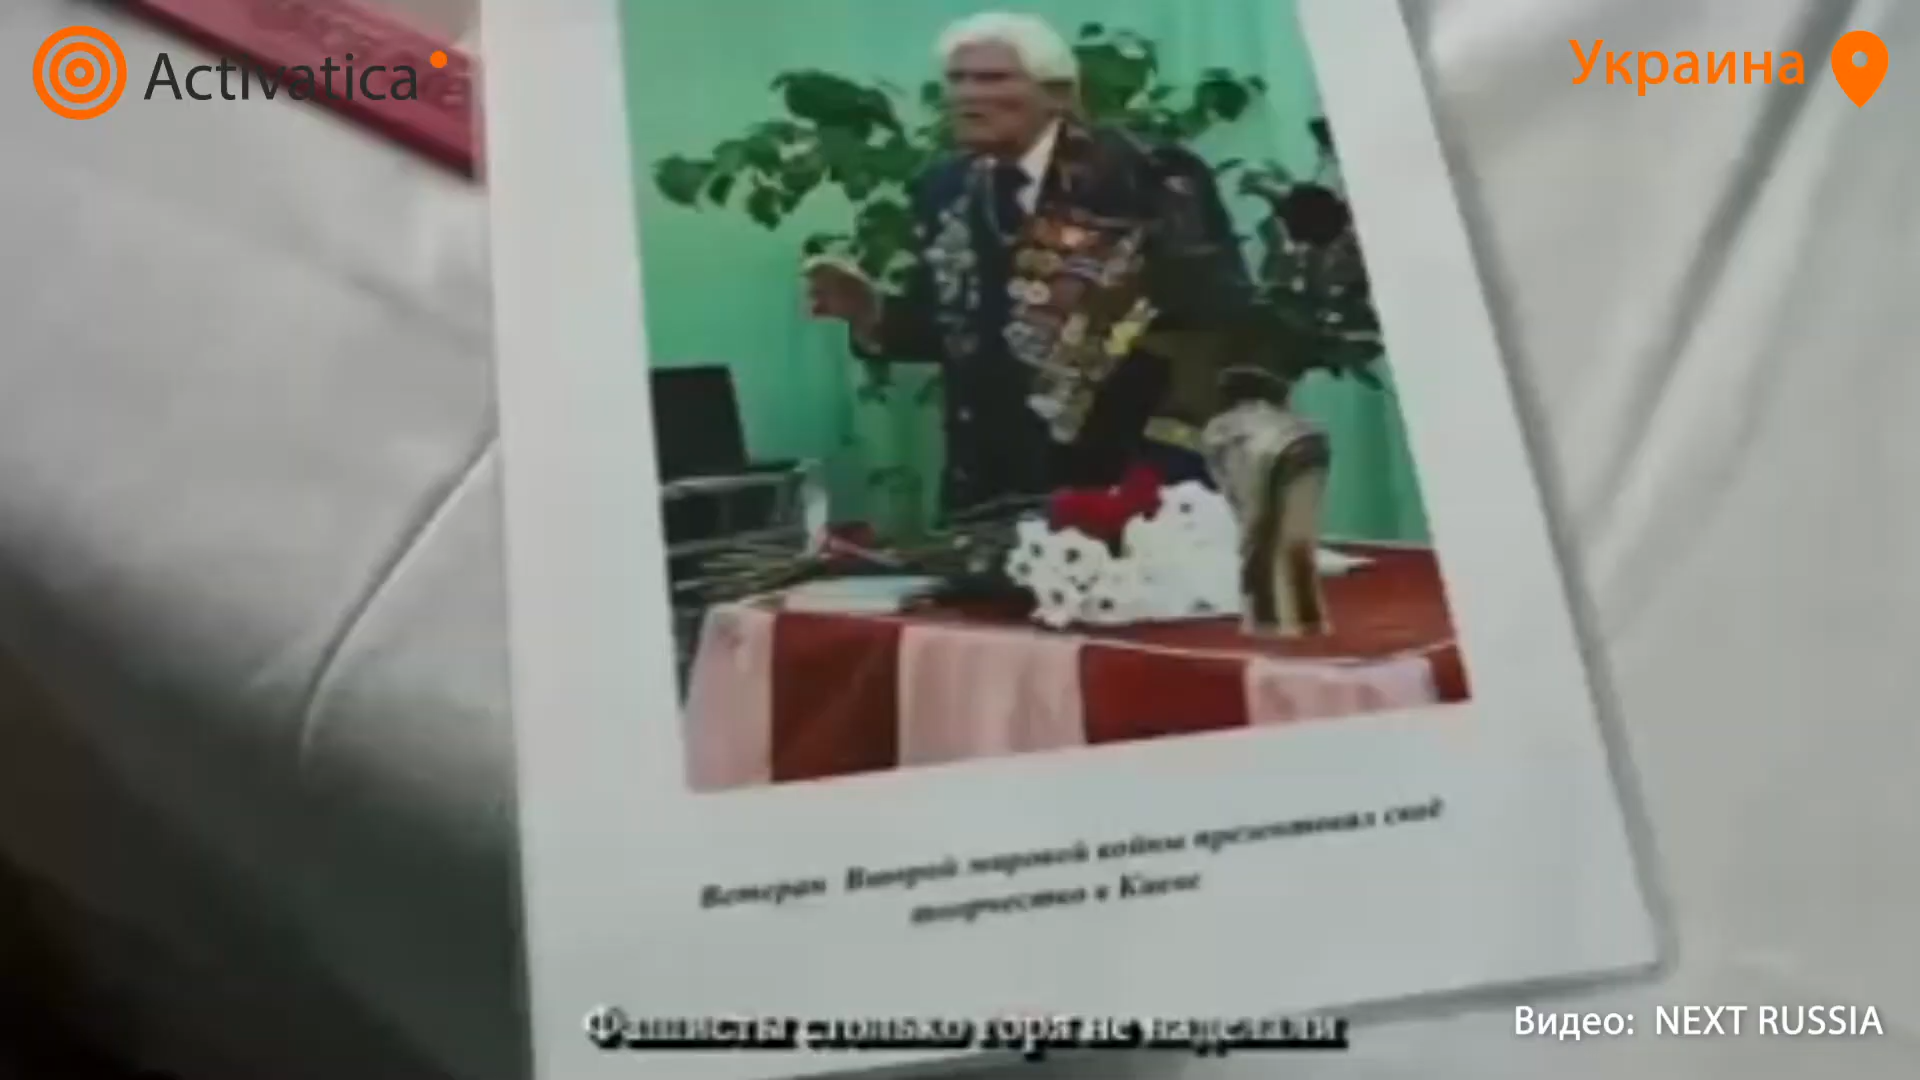 Activatica
Украина
Ветеран Второй мировой войны презентовал своё
творчество в Киеве
Фашисты столько горя не наделали
Видео: NEXT RUSSIA